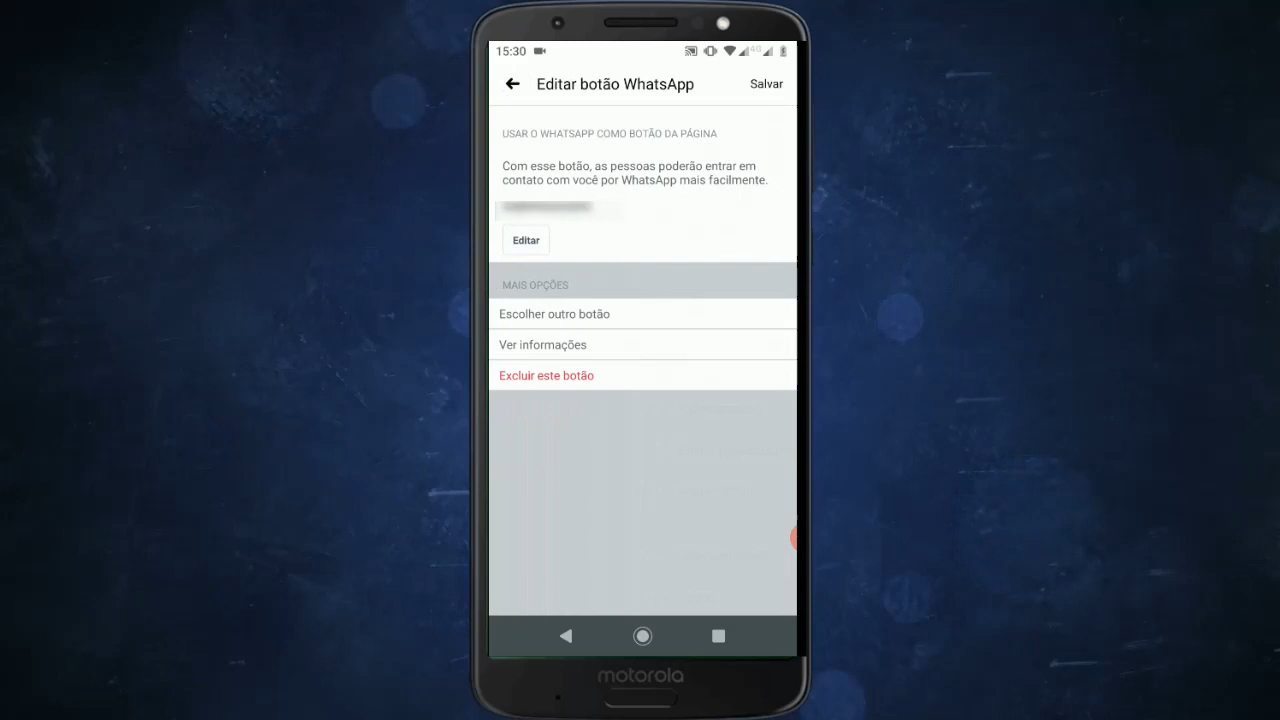 15:30
4G
Editar botão WhatsApp
Salvar
USAR O WHATSAPP COMO BOTÃO DA PÁGINA
Com esse botão, as pessoas poderão entrar em
contato com você por WhatsApp mais facilmente.
Editar
MAIS OPÇÕES
Escolher outro botão
Ver informações
Excluir este botão
motorola